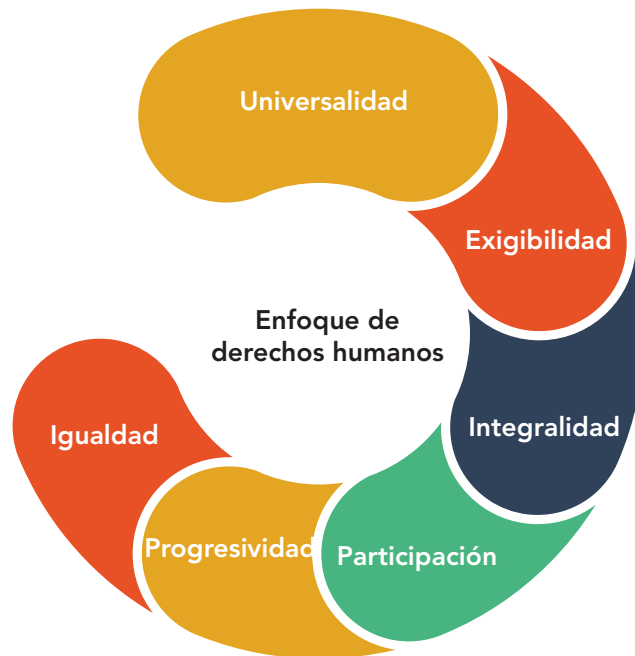 Universalidad
Exigibilidad
Enfoque de
derechos humanos
Integralidad
Igualdad
Progresividad
Participación